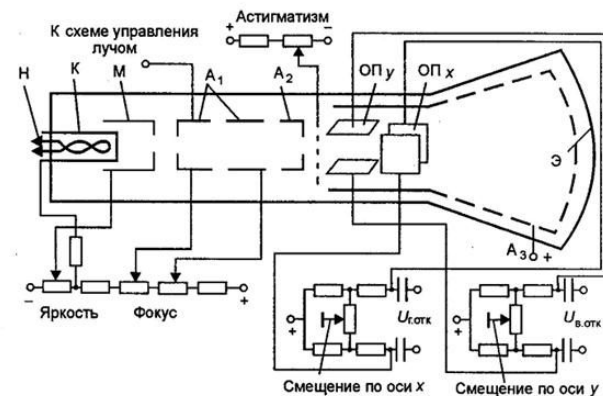 Астигматизм
+ −
К схеме управления
лучом
Н К М А₁ А₂ ОП y ОП x
Э
А₃ +
− +
Яркость Фокус
+ Uг.отк
+ Uв.отк
Смещение по оси x
Смещение по оси y